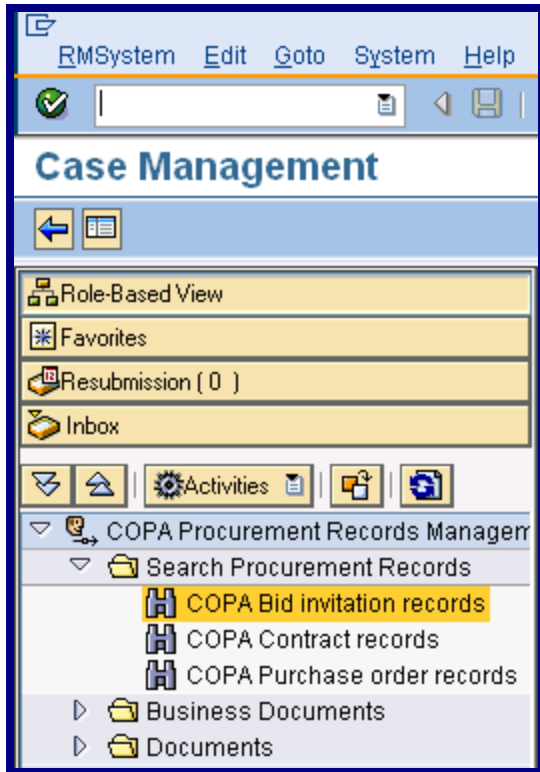 RMSystem Edit Goto System Help
Case Management
Role-Based View
Favorites
12
Resubmission ( 0 )
Inbox
Activities
COPA Procurement Records Managem
Search Procurement Records
COPA Bid invitation records
COPA Contract records
COPA Purchase order records
Business Documents
Documents